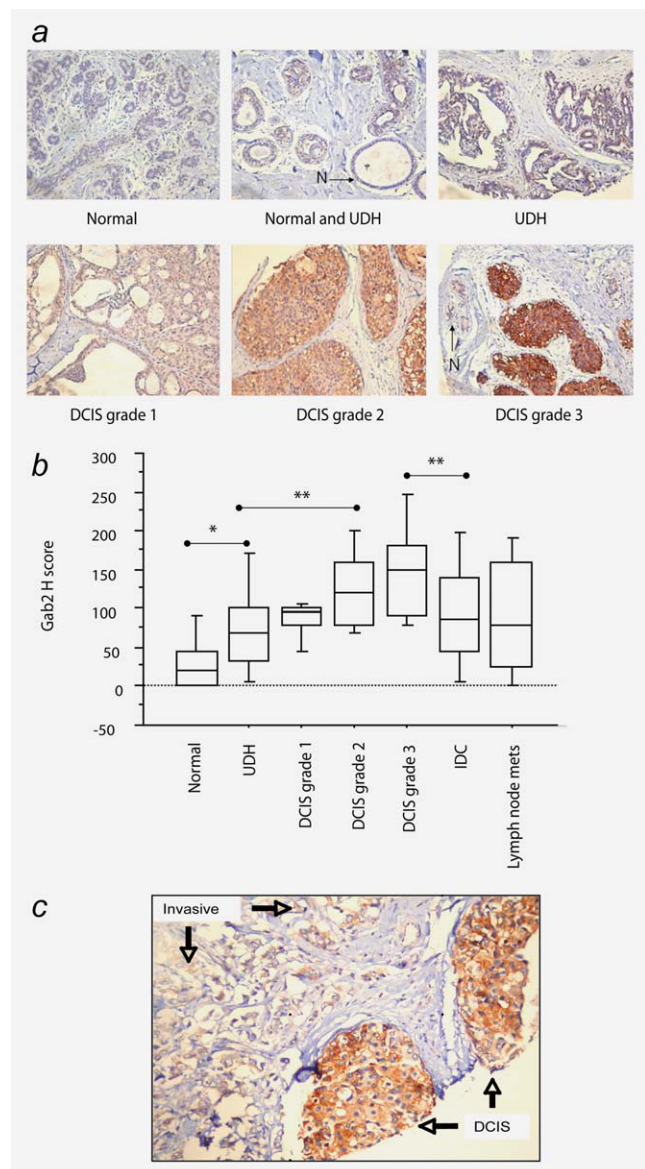 a
N
Normal
Normal and UDH
UDH
N
DCIS grade 1
DCIS grade 2
DCIS grade 3
b
300
250
200
150
100
50
0
-50
Gab2 H score
*
**
**
Normal
UDH
DCIS grade 1
DCIS grade 2
DCIS grade 3
IDC
Lymph node mets
c
Invasive
DCIS